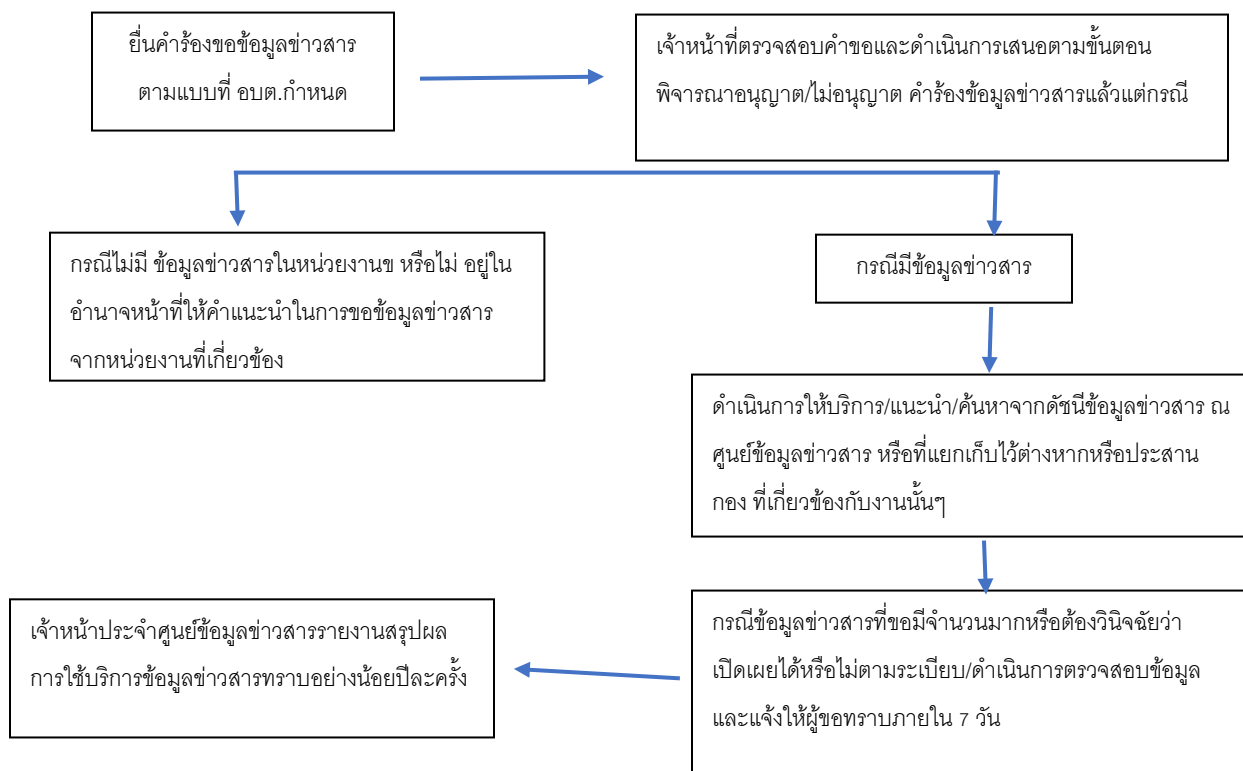 ยื่นคำร้องขอข้อมูลข่าวสาร
ตามแบบที่ อบต.กำหนด
เจ้าหน้าที่ตรวจสอบคำขอและดำเนินการเสนอตามขั้นตอน
พิจารณาอนุญาต/ไม่อนุญาต คำร้องข้อมูลข่าวสารแล้วแต่กรณี
กรณีไม่มี ข้อมูลข่าวสารในหน่วยงานข หรือไม่ อยู่ใน
อำนาจหน้าที่ให้คำแนะนำในการขอข้อมูลข่าวสาร
จากหน่วยงานที่เกี่ยวข้อง
กรณีมีข้อมูลข่าวสาร
ดำเนินการให้บริการ/แนะนำ/ค้นหาจากดัชนีข้อมูลข่าวสาร ณ
ศูนย์ข้อมูลข่าวสาร หรือที่แยกเก็บไว้ต่างหากหรือประสาน
กอง ที่เกี่ยวข้องกับงานนั้นๆ
กรณีข้อมูลข่าวสารที่ขอมีจำนวนมากหรือต้องวินิจฉัยว่า
เปิดเผยได้หรือไม่ตามระเบียบ/ดำเนินการตรวจสอบข้อมูล
และแจ้งให้ผู้ขอทราบภายใน 7 วัน
เจ้าหน้าประจำศูนย์ข้อมูลข่าวสารรายงานสรุปผล
การใช้บริการข้อมูลข่าวสารทราบอย่างน้อยปีละครั้ง